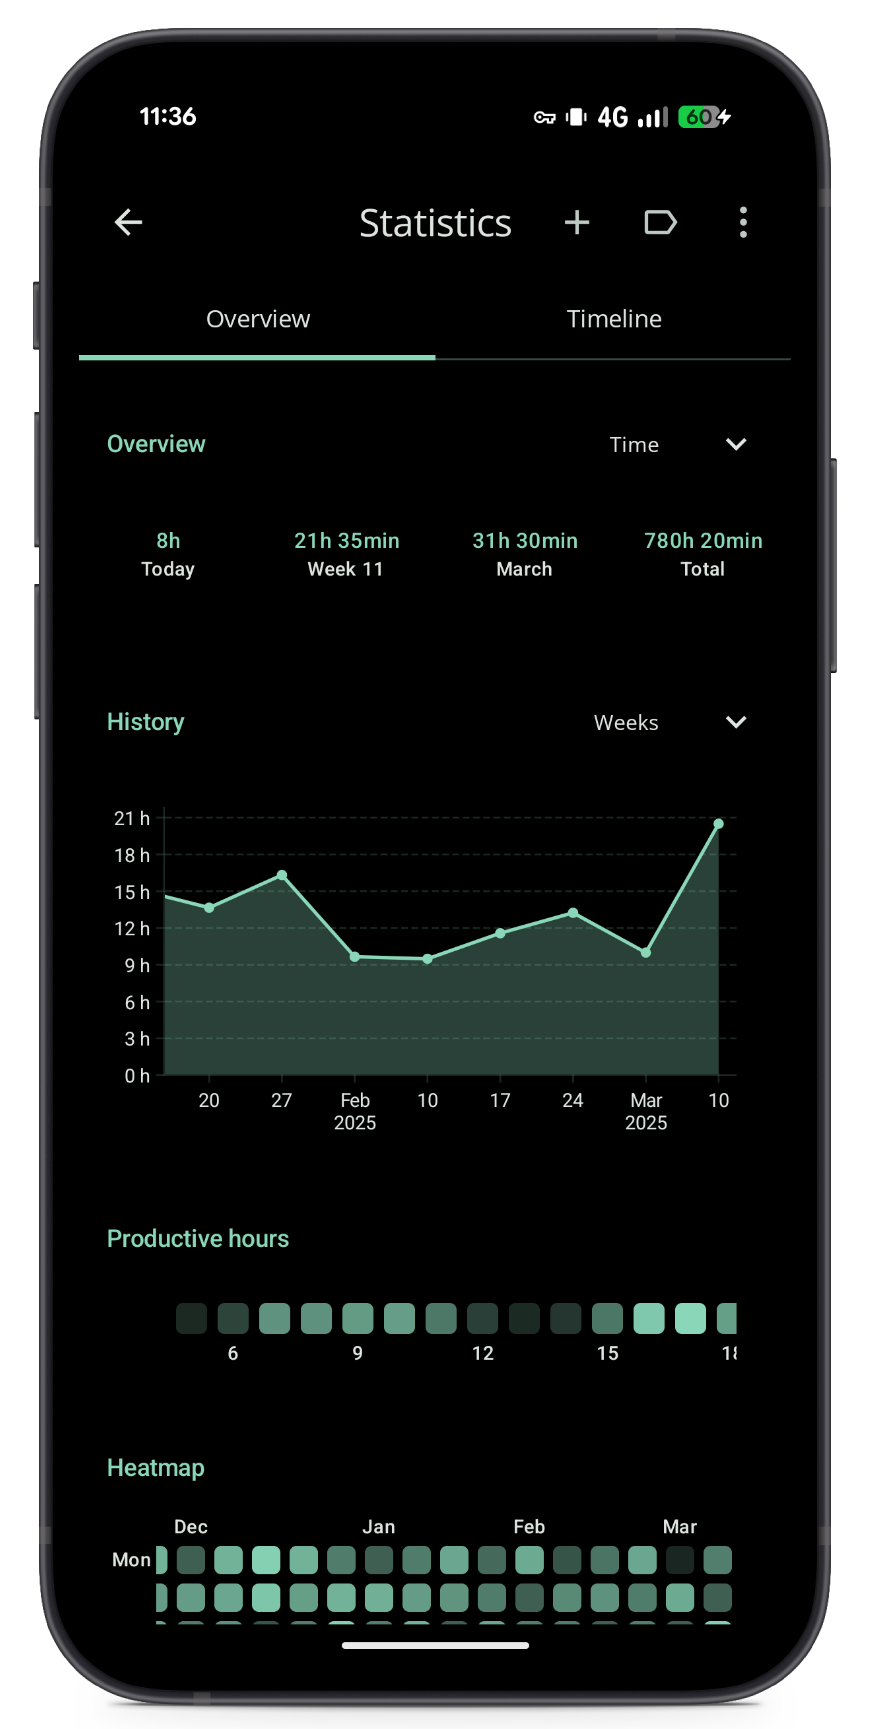 11:36 4G 60
Statistics
Overview Timeline
Overview Time
8h 21h 35min 31h 30min 780h 20min
Today Week 11 March Total
History Weeks
21 h
18 h
15 h
12 h
9 h
6 h
3 h
0 h
20 27 Feb 10 17 24 Mar 10
2025 2025
Productive hours
6 9 12 15
Heatmap
Dec Jan Feb Mar
Mon